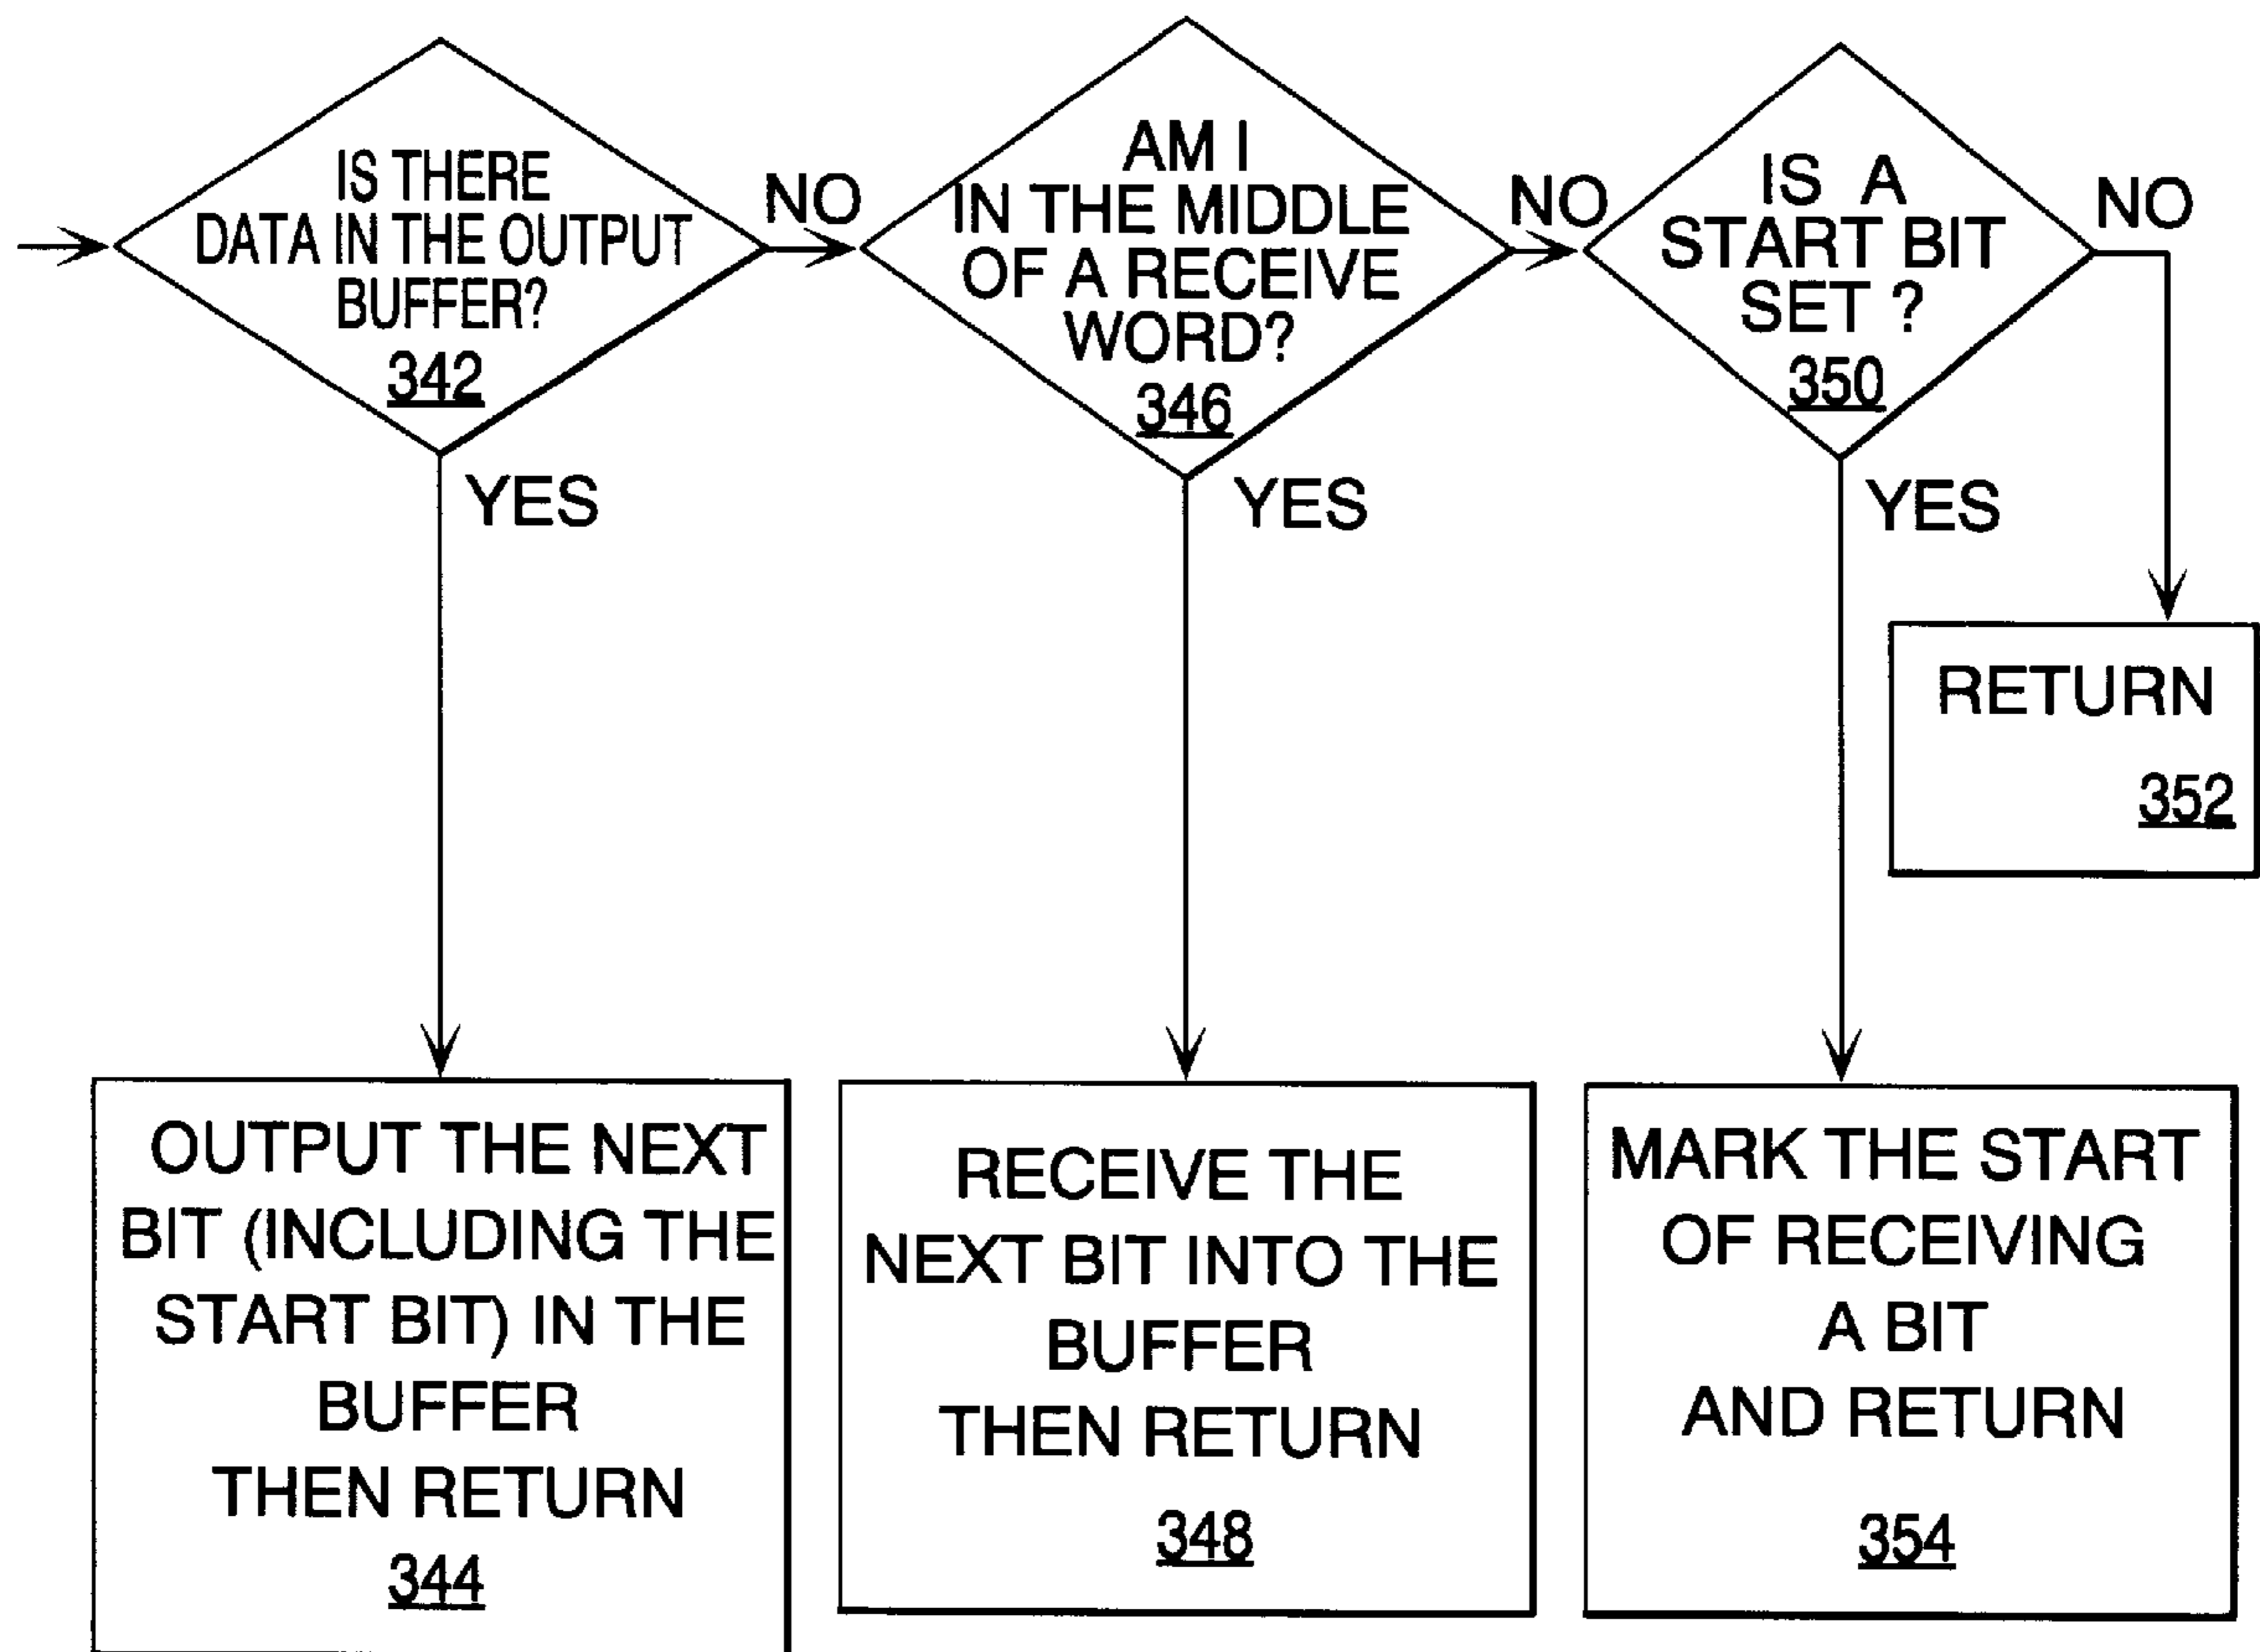 IS THERE
DATA IN THE OUTPUT
BUFFER?
342
NO
YES
AM I
IN THE MIDDLE
OF A RECEIVE
WORD?
346
NO
YES
IS A
START BIT
SET ?
350
NO
YES
RETURN
352
OUTPUT THE NEXT
BIT (INCLUDING THE
START BIT) IN THE
BUFFER
THEN RETURN
344
RECEIVE THE
NEXT BIT INTO THE
BUFFER
THEN RETURN
348
MARK THE START
OF RECEIVING
A BIT
AND RETURN
354